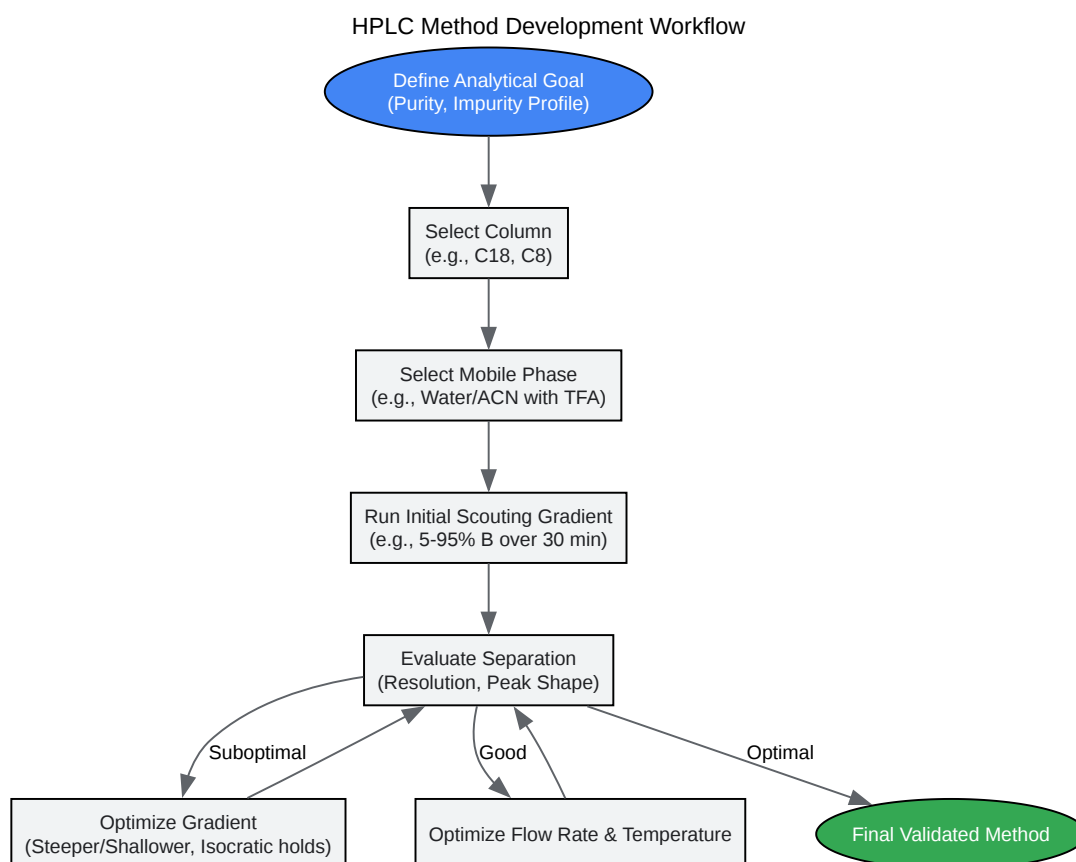 HPLC Method Development Workflow
Define Analytical Goal
(Purity, Impurity Profile)
Select Column
(e.g., C18, C8)
Select Mobile Phase
(e.g., Water/ACN with TFA)
Run Initial Scouting Gradient
(e.g., 5-95% B over 30 min)
Evaluate Separation
(Resolution, Peak Shape)
Suboptimal
Good
Optimal
Optimize Gradient
(Steeper/Shallower, Isocratic holds)
Optimize Flow Rate & Temperature
Final Validated Method